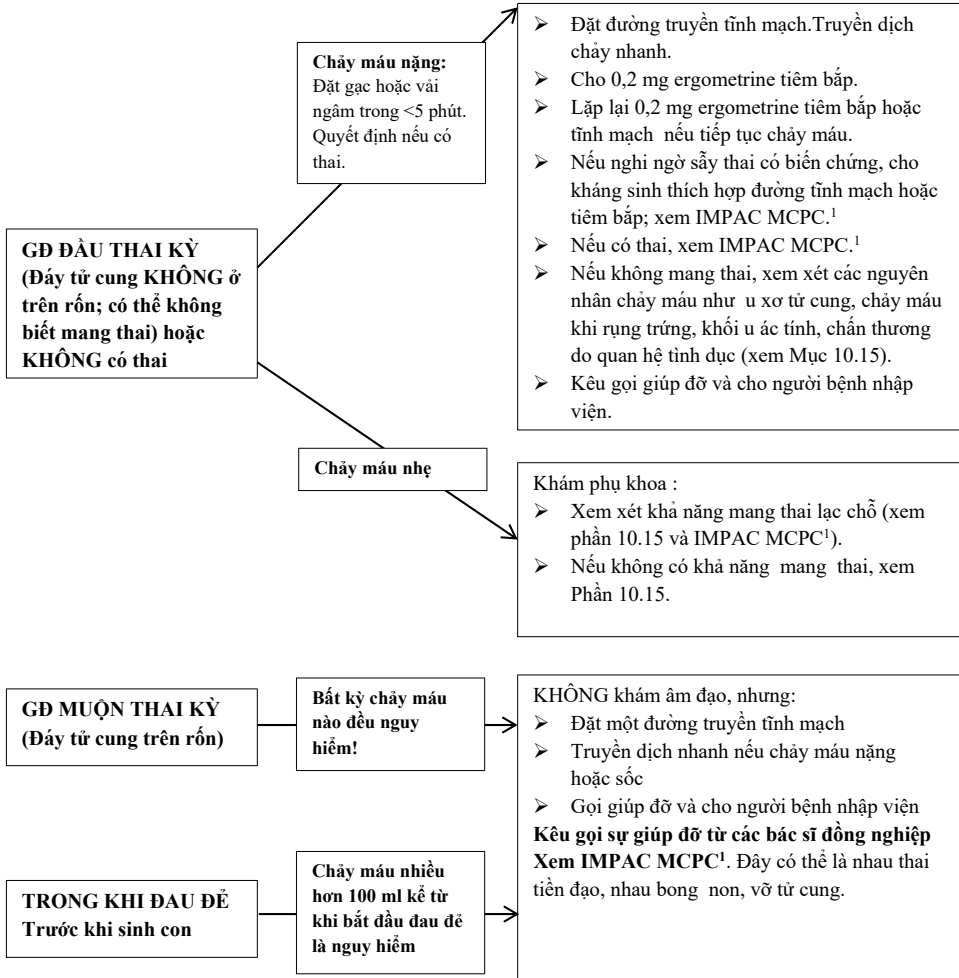 Chảy máu nặng:
Đặt gạc hoặc vải
ngâm trong <5 phút.
Quyết định nếu có
thai.
➢ Đặt đường truyền tĩnh mạch.Truyền dịch
chảy nhanh.
➢ Cho 0,2 mg ergometrine tiêm bắp.
➢ Lặp lại 0,2 mg ergometrine tiêm bắp hoặc
tĩnh mạch nếu tiếp tục chảy máu.
➢ Nếu nghi ngờ sẫy thai có biến chứng, cho
kháng sinh thích hợp đường tĩnh mạch hoặc
tiêm bắp; xem IMPAC MCPC.¹
➢ Nếu có thai, xem IMPAC MCPC.¹
➢ Nếu không mang thai, xem xét các nguyên
nhân chảy máu như u xơ tử cung, chảy máu
khi rụng trứng, khối u ác tính, chấn thương
do quan hệ tình dục (xem Mục 10.15).
➢ Kêu gọi giúp đỡ và cho người bệnh nhập
viện.
GĐ ĐẦU THAI KỲ
(Đáy tử cung KHÔNG ở
trên rốn; có thể không
biết mang thai) hoặc
KHÔNG có thai
Chảy máu nhẹ
Khám phụ khoa :
➢ Xem xét khả năng mang thai lạc chỗ (xem
phần 10.15 và IMPAC MCPC¹).
➢ Nếu không có khả năng mang thai, xem
Phần 10.15.
GĐ MUỘN THAI KỲ
(Đáy tử cung trên rốn)
Bất kỳ chảy máu
nào đều nguy
hiểm!
KHÔNG khám âm đạo, nhưng:
➢ Đặt một đường truyền tĩnh mạch
➢ Truyền dịch nhanh nếu chảy máu nặng
hoặc sốc
➢ Gọi giúp đỡ và cho người bệnh nhập viện
Kêu gọi sự giúp đỡ từ các bác sĩ đồng nghiệp
Xem IMPAC MCPC¹. Đây có thể là nhau thai
tiền đạo, nhau bong non, vỡ tử cung.
TRONG KHI ĐAU ĐẺ
Trước khi sinh con
Chảy máu nhiều
hơn 100 ml kể từ
khi bắt đầu đau đẻ
là nguy hiểm